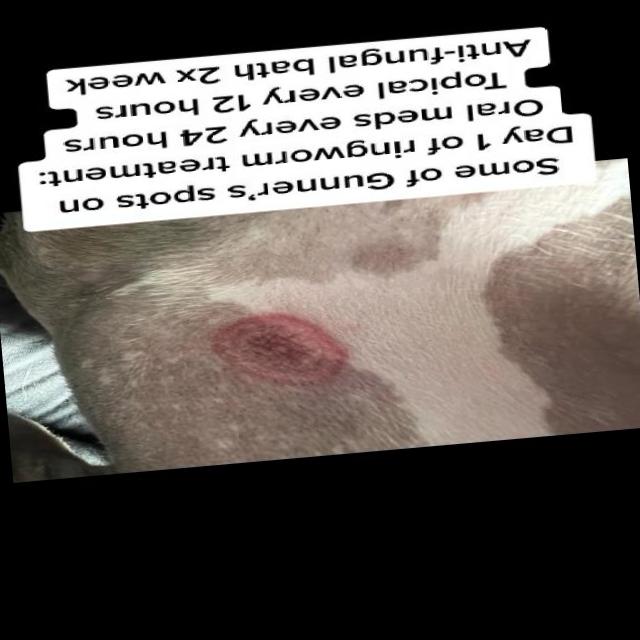 Some of Gunner's spots on
Day 1 of ringworm treatment:
Oral meds every 24 hours
Topical every 12 hours
Anti-fungal bath 2x week